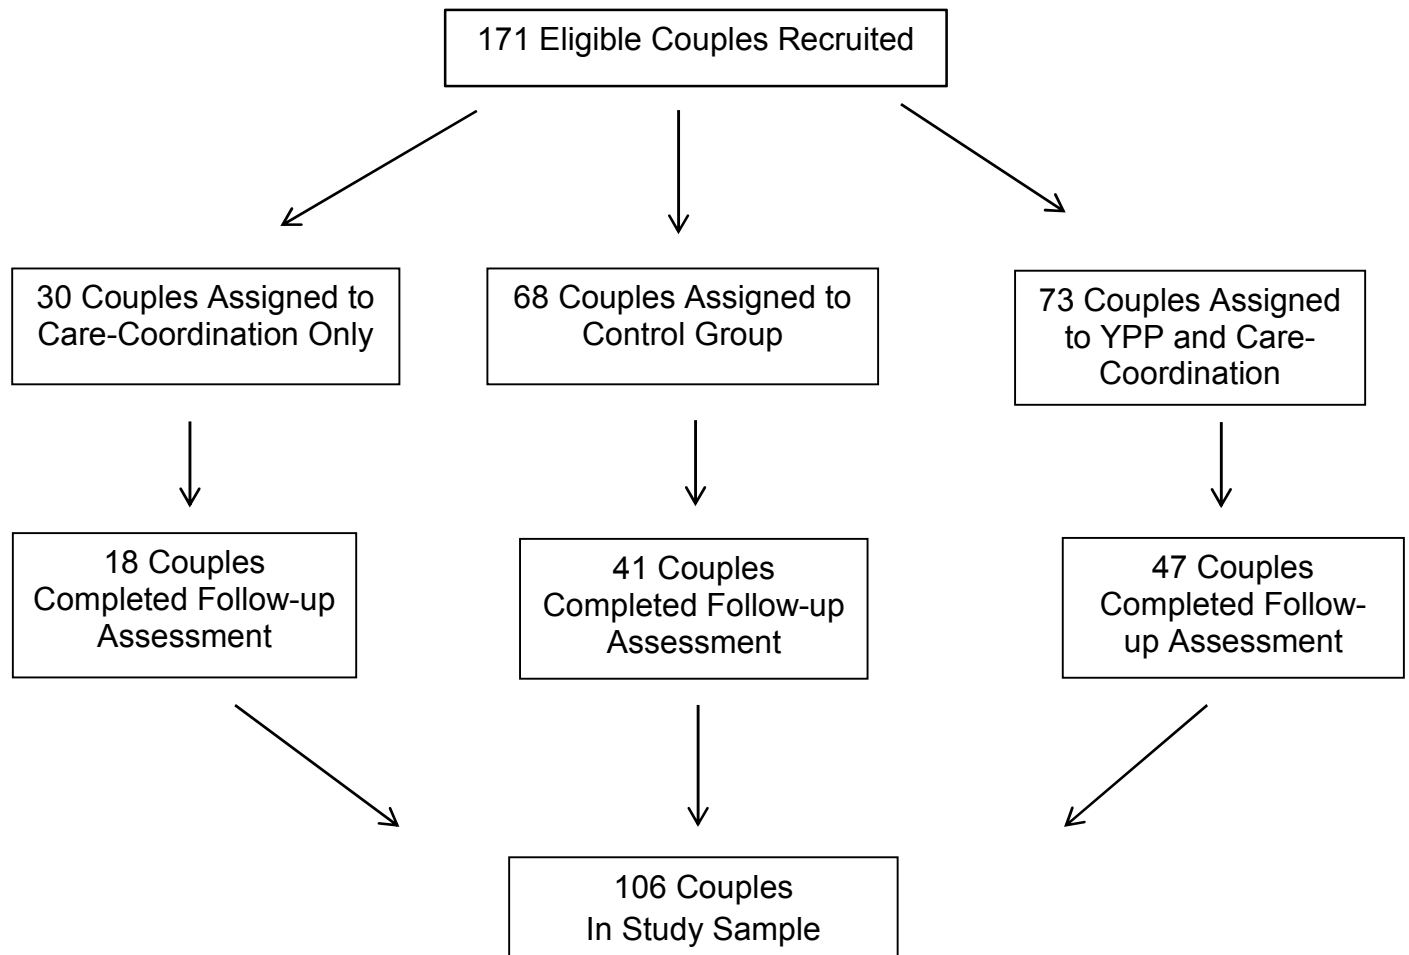 171 Eligible Couples Recruited
30 Couples Assigned to
Care-Coordination Only
68 Couples Assigned to
Control Group
73 Couples Assigned
to YPP and Care-
Coordination
18 Couples
Completed Follow-up
Assessment
41 Couples
Completed Follow-up
Assessment
47 Couples
Completed Follow-
up Assessment
106 Couples
In Study Sample